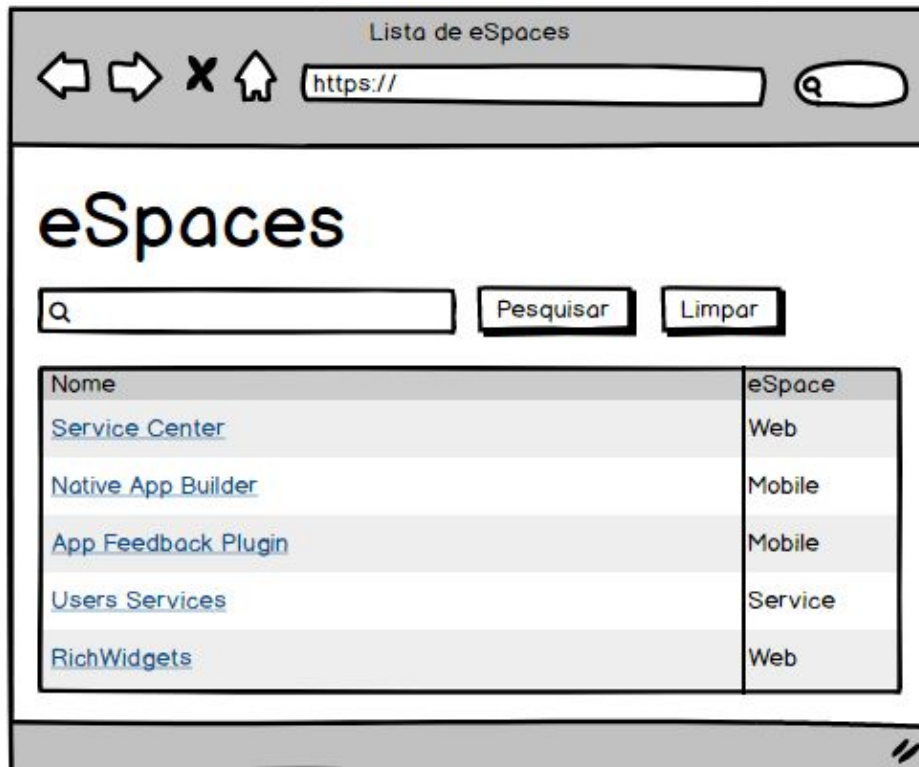 Lista de eSpaces
https://
eSpaces
Pesquisar Limpar
Nome eSpace
Service Center Web
Native App Builder Mobile
App Feedback Plugin Mobile
Users Services Service
RichWidgets Web